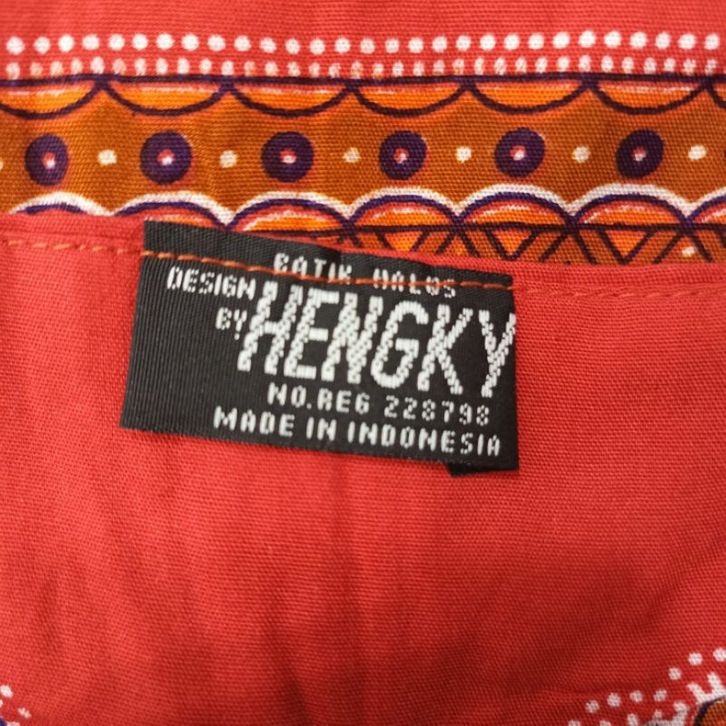 BATIK HALUS
DESIGN
BY HENGKY
NO.REG 228798
MADE IN INDONESIA